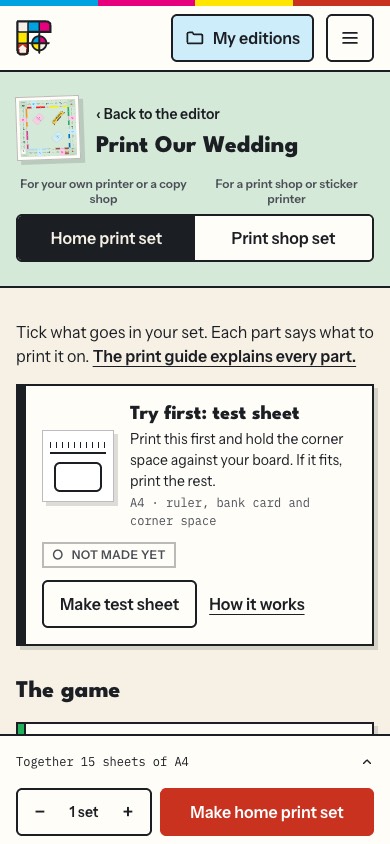 My editions
‹ Back to the editor
Print Our Wedding
For your own printer or a copy shop
For a print shop or sticker printer
Home print set
Print shop set
Tick what goes in your set. Each part says what to
print it on. The print guide explains every part.
Try first: test sheet
Print this first and hold the corner
space against your board. If it fits,
print the rest.
A4 · ruler, bank card and
corner space
NOT MADE YET
Make test sheet
How it works
The game
Together 15 sheets of A4
− 1 set +
Make home print set